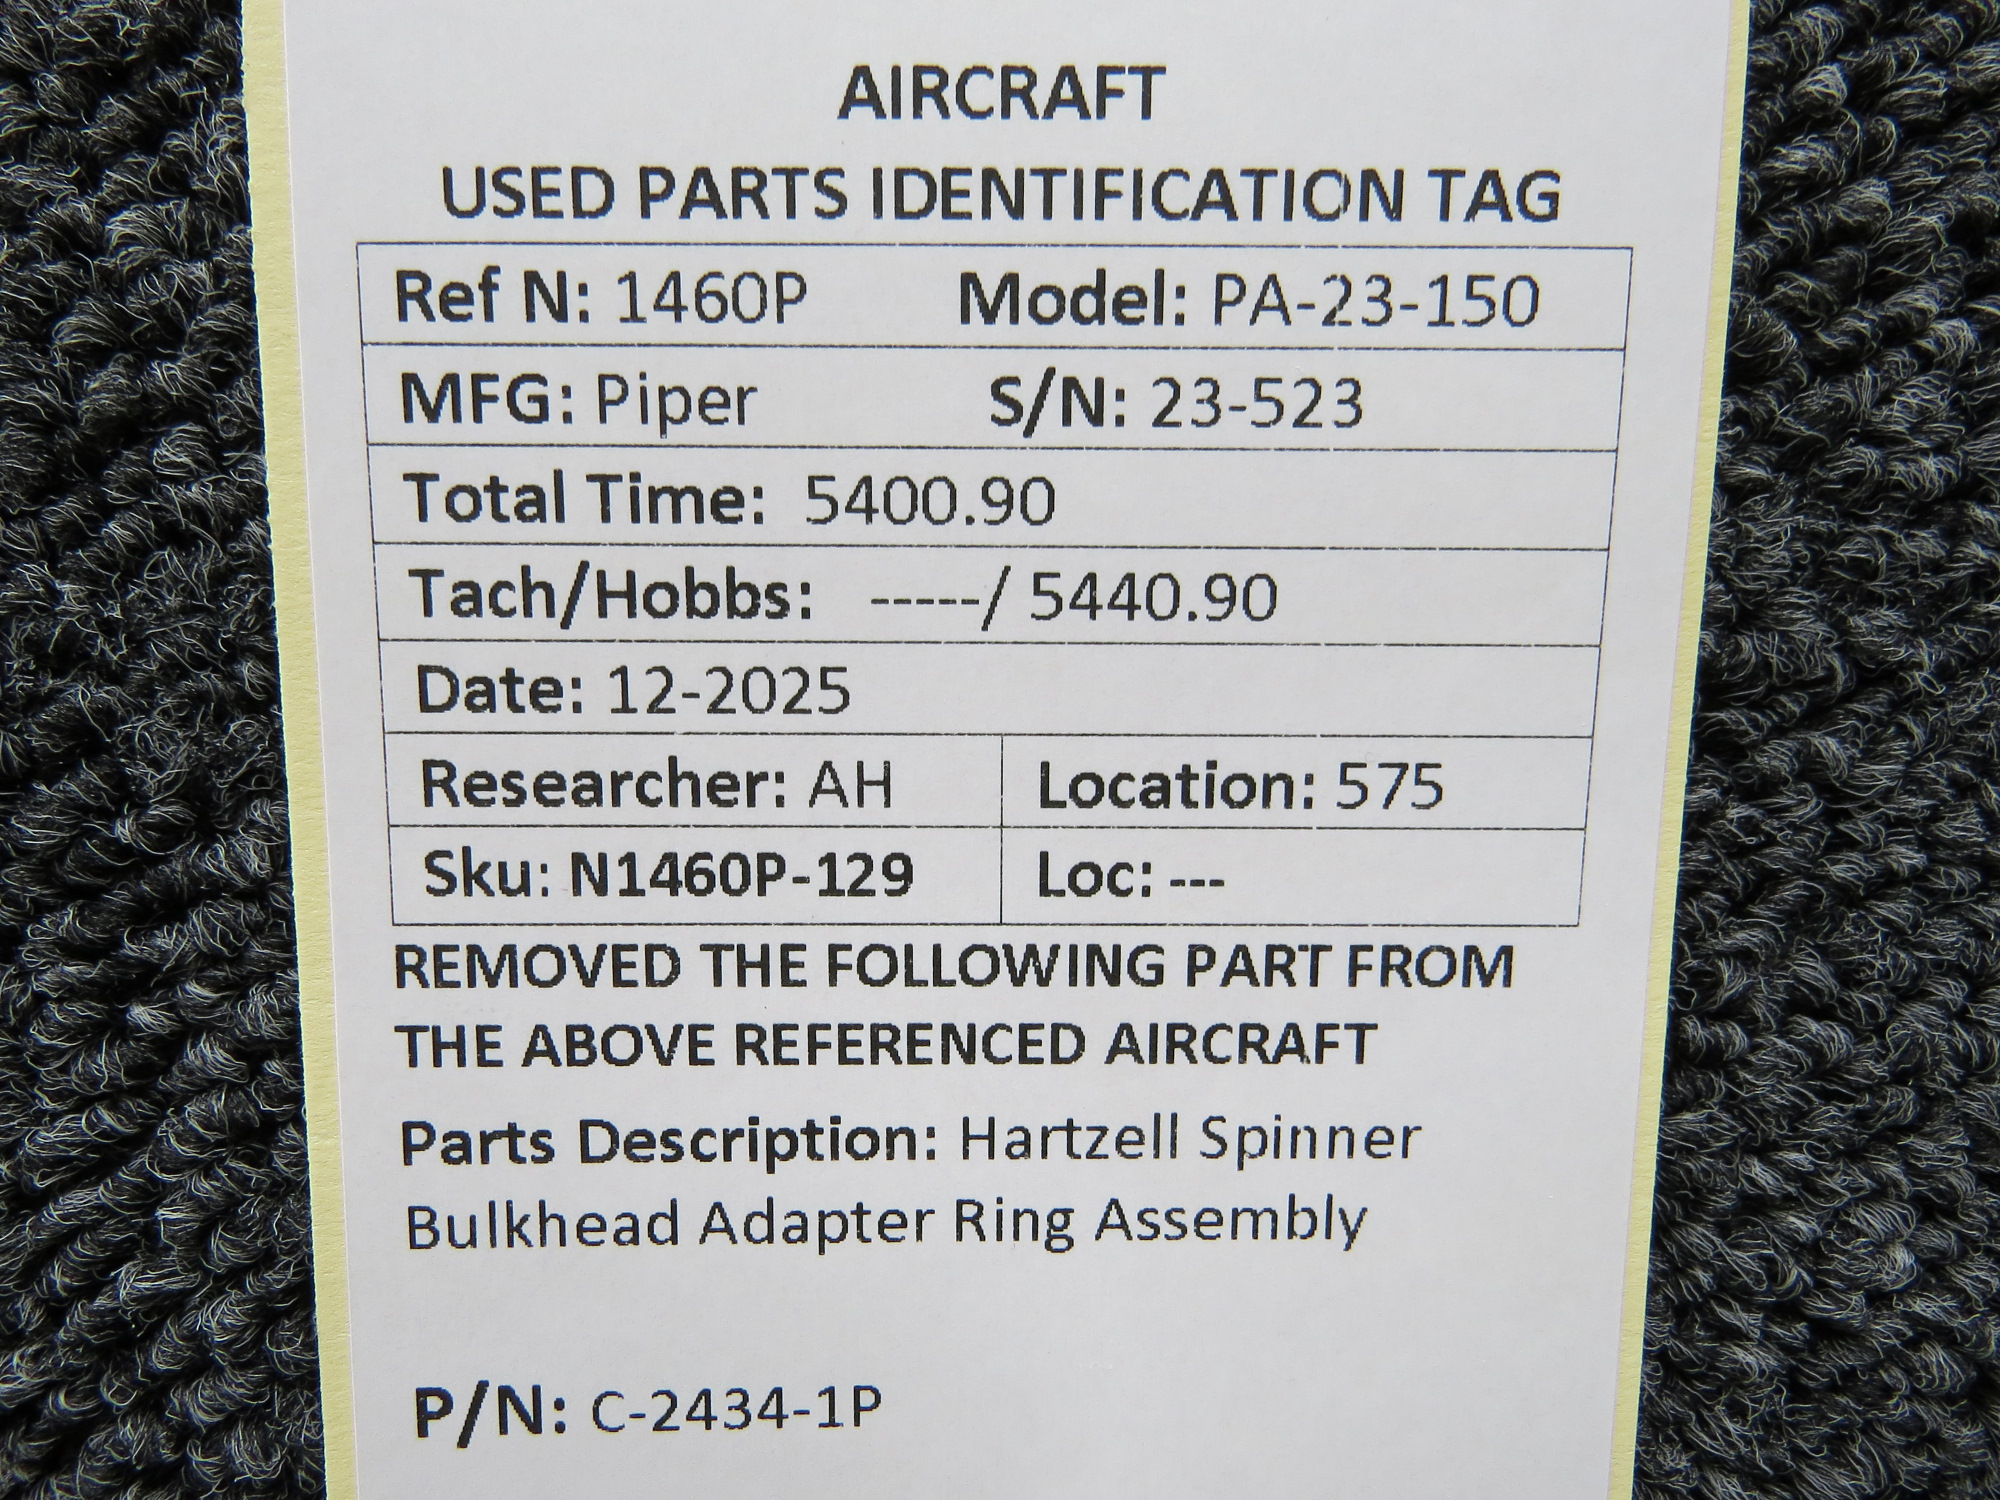 AIRCRAFT
USED PARTS IDENTIFICATION TAG
Ref N: 1460P Model: PA-23-150
MFG: Piper S/N: 23-523
Total Time: 5400.90
Tach/Hobbs: -----/ 5440.90
Date: 12-2025
Researcher: AH Location: 575
Sku: N1460P-129 Loc: ---
REMOVED THE FOLLOWING PART FROM
THE ABOVE REFERENCED AIRCRAFT
Parts Description: Hartzell Spinner
Bulkhead Adapter Ring Assembly
P/N: C-2434-1P